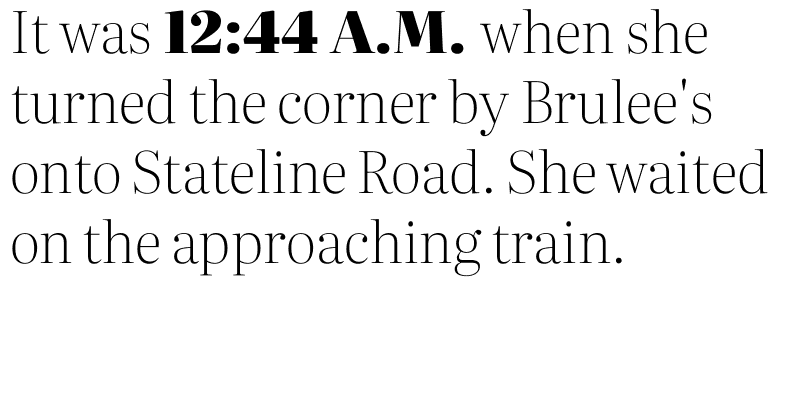 It was 12:44 A.M. when she
turned the corner by Brulee's
onto Stateline Road. She waited
on the approaching train.